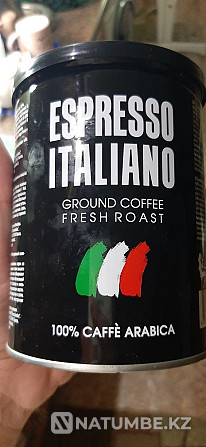 ESPRESSO
ITALIANO
GROUND COFFEE
FRESH ROAST
100% CAFFÈ ARABICA
NATUMBE.KZ